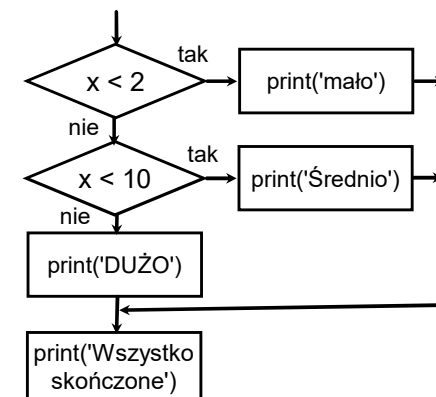 tak
x < 2
print('mało')
nie
tak
x < 10
print('Średnio')
nie
print('DUŻO')
print('Wszystko
skończone')